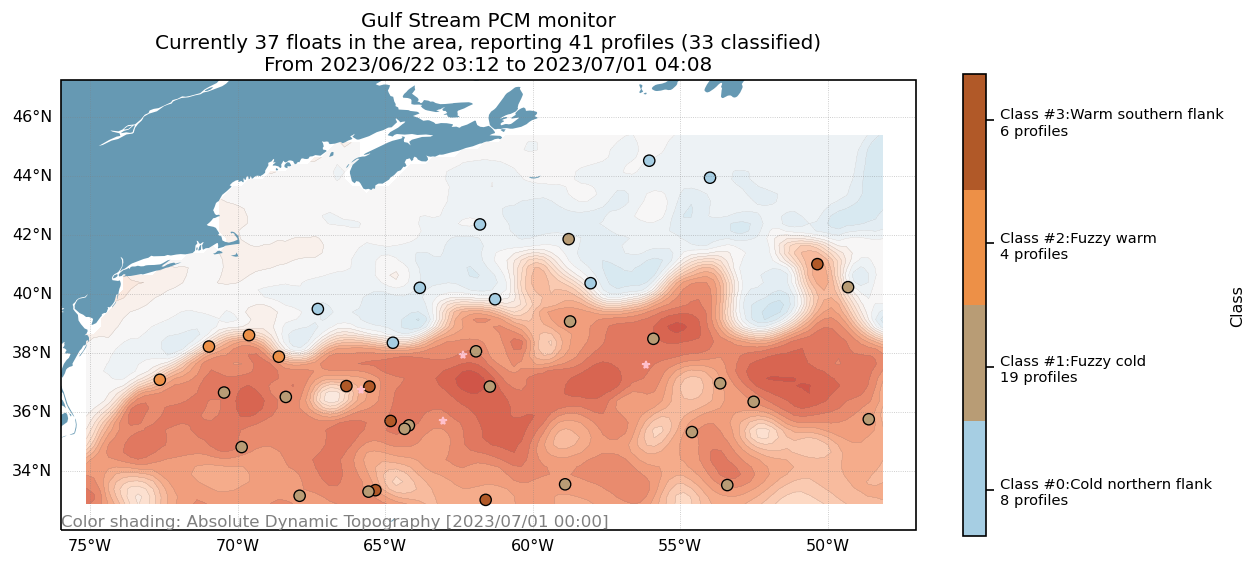 Gulf Stream PCM monitor
Currently 37 floats in the area, reporting 41 profiles (33 classified)
From 2023/06/22 03:12 to 2023/07/01 04:08
46°N
44°N
42°N
40°N
38°N
36°N
34°N
Color shading: Absolute Dynamic Topography [2023/07/01 00:00]
75°W
70°W
65°W
60°W
55°W
50°W
Class #3:Warm southern flank
6 profiles
Class #2:Fuzzy warm
4 profiles
Class #1:Fuzzy cold
19 profiles
Class #0:Cold northern flank
8 profiles
Class